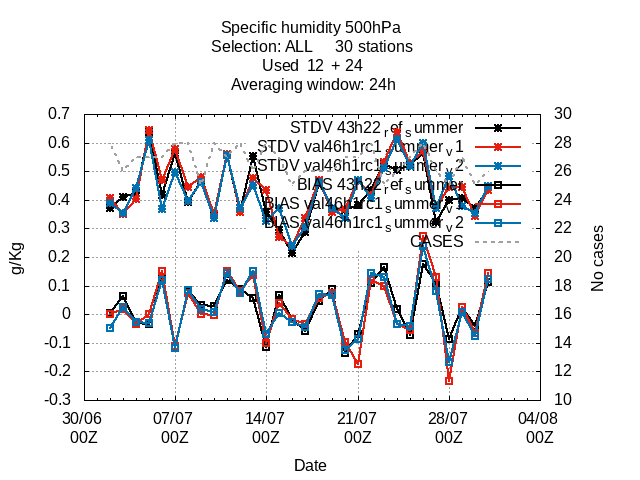 Specific humidity 500hPa
Selection: ALL 30 stations
Used 12 + 24
Averaging window: 24h
0.7 30
STDV 43h22_ref_summer
0.6 28
STDV val46h1rc1_summer_v1
STDV val46h1rc1_summer_v2
0.5 26
BIAS 43h22_ref_summer
0.4 24
BIAS val46h1rc1_summer_v1
BIAS val46h1rc1_summer_v2
0.3 22
CASES
0.2 20
0.1 18
0 16
-0.1 14
-0.2 12
-0.3 10
g/Kg
No cases
30/06 07/07 14/07 21/07 28/07 04/08
00Z 00Z 00Z 00Z 00Z 00Z
Date